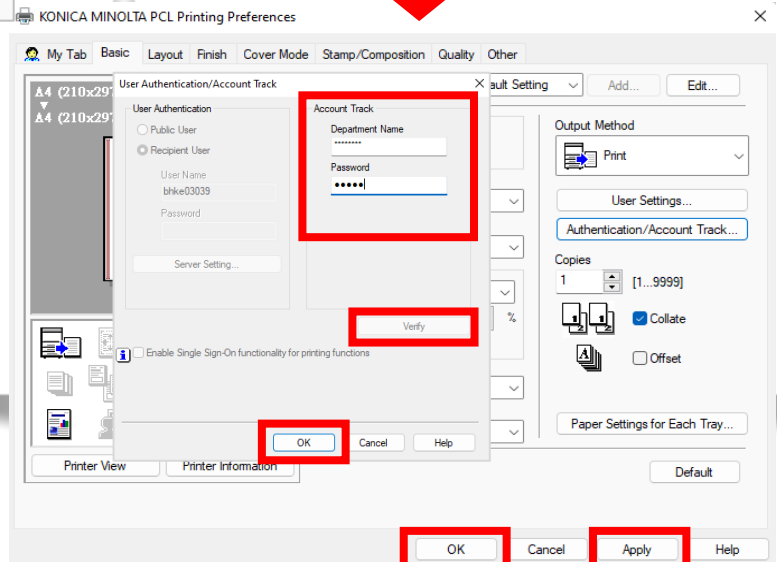 KONICA MINOLTA PCL Printing Preferences
My Tab Basic Layout Finish Cover Mode Stamp/Composition Quality Other
A4 (210x297
A4 (210x297
ault Setting
Add...
Edit...
User Authentication/Account Track
User Authentication
Public User
Recipient User
User Name
bhke03039
Password
Server Setting...
Account Track
Department Name
********
Password
●●●●●
Verify
Enable Single Sign-On functionality for printing functions
OK Cancel Help
%
Output Method
Print
User Settings...
Authentication/Account Track...
Copies
1 [1...9999]
Collate
Offset
Paper Settings for Each Tray...
Printer View
Printer Information
Default
OK Cancel Apply Help